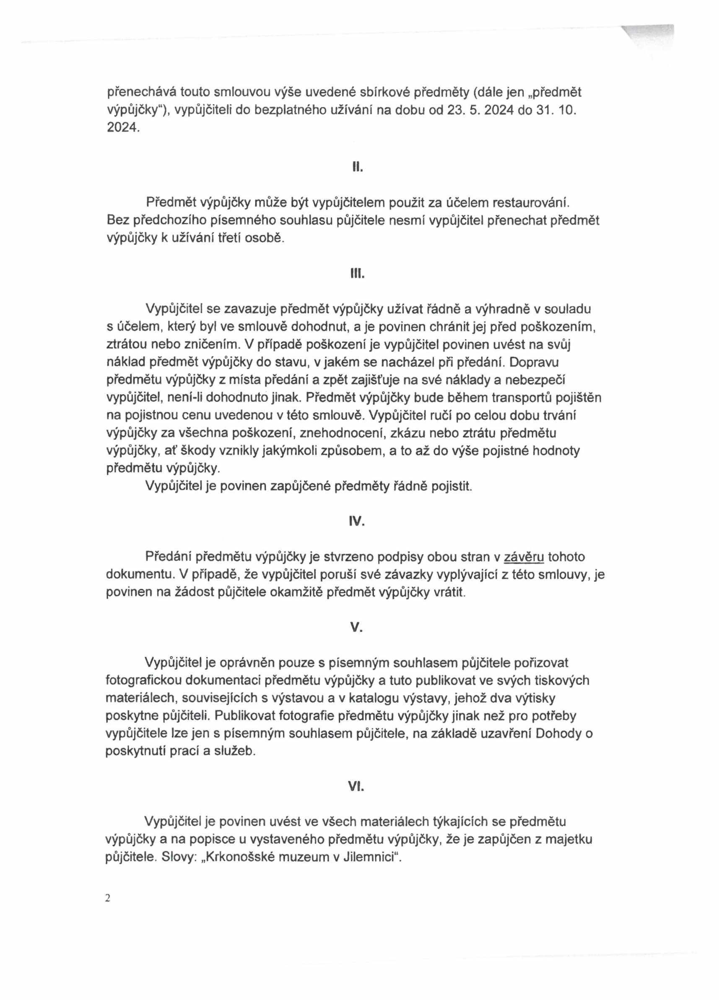 přenechává touto smlouvou výše uvedené sbírkové předměty (dále jen „předmět
výpůjčky“), vypůjčiteli do bezplatného užívání na dobu od 23. 5. 2024 do 31. 10.
2024.
II.
Předmět výpůjčky může být vypůjčitelem použit za účelem restaurování.
Bez předchozího písemného souhlasu půjčitele nesmí vypůjčitel přenechat předmět
výpůjčky k užívání třetí osobě.
III.
Vypůjčitel se zavazuje předmět výpůjčky užívat řádně a výhradně v souladu
s účelem, který byl ve smlouvě dohodnut, a je povinen chránit jej před poškozením,
ztrátou nebo zničením. V případě poškození je vypůjčitel povinen uvést na svůj
náklad předmět výpůjčky do stavu, v jakém se nacházel při předání. Dopravu
předmětu výpůjčky z místa předání a zpět zajišťuje na své náklady a nebezpečí
vypůjčitel, není-li dohodnuto jinak. Předmět výpůjčky bude během transportů pojištěn
na pojistnou cenu uvedenou v této smlouvě. Vypůjčitel ručí po celou dobu trvání
výpůjčky za všechna poškození, znehodnocení, zkázu nebo ztrátu předmětu
výpůjčky, ať škody vznikly jakýmkoli způsobem, a to až do výše pojistné hodnoty
předmětu výpůjčky.
Vypůjčitel je povinen zapůjčené předměty řádně pojistit.
IV.
Předání předmětu výpůjčky je stvrzeno podpisy obou stran v závěru tohoto
dokumentu. V případě, že vypůjčitel poruší své závazky vyplývající z této smlouvy, je
povinen na žádost půjčitele okamžitě předmět výpůjčky vrátit.
V.
Vypůjčitel je oprávněn pouze s písemným souhlasem půjčitele pořizovat
fotografickou dokumentaci předmětu výpůjčky a tuto publikovat ve svých tiskových
materiálech, souvisejících s výstavou a v katalogu výstavy, jehož dva výtisky
poskytne půjčiteli. Publikovat fotografie předmětu výpůjčky jinak než pro potřeby
vypůjčitele lze jen s písemným souhlasem půjčitele, na základě uzavření Dohody o
poskytnutí prací a služeb.
VI.
Vypůjčitel je povinen uvést ve všech materiálech týkajících se předmětu
výpůjčky a na popisce u vystaveného předmětu výpůjčky, že je zapůjčen z majetku
půjčitele. Slovy: „Krkonošské muzeum v Jilemnici“.
2